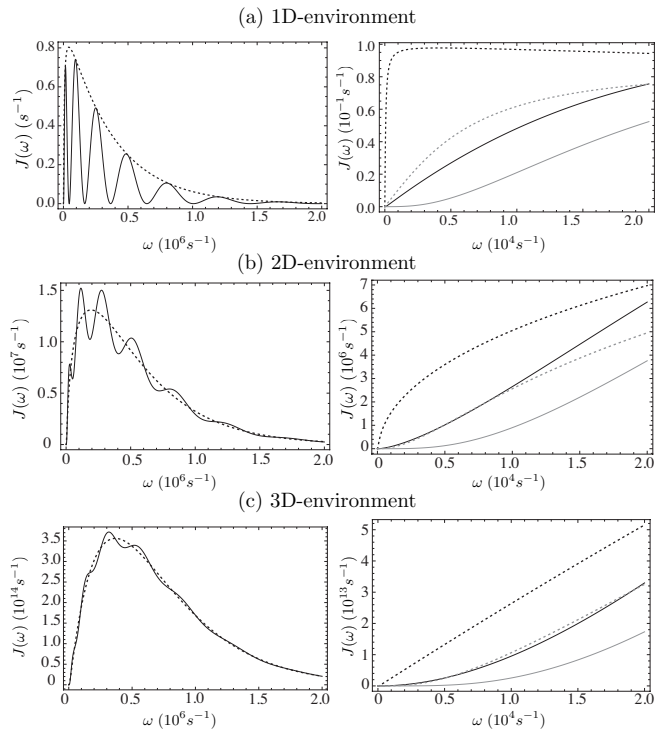 (a) 1D-environment
0.8
0.6
0.4
0.2
0.0
J(ω) (s⁻¹)
0.0 0.5 1.0 1.5 2.0
ω (10⁶s⁻¹)
1.0
0.8
0.6
0.4
0.2
0.0
J(ω) (10⁻¹s⁻¹)
0.0 0.5 1.0 1.5 2.0
ω (10⁴s⁻¹)
(b) 2D-environment
1.5
1.0
0.5
0
J(ω) (10⁷s⁻¹)
0.0 0.5 1.0 1.5 2.0
ω (10⁶s⁻¹)
7
6
5
4
3
2
1
0
J(ω) (10⁶s⁻¹)
0.0 0.5 1.0 1.5 2.0
ω (10⁴s⁻¹)
(c) 3D-environment
3.5
3.0
2.5
2.0
1.5
1.0
0.5
0
J(ω) (10¹⁴s⁻¹)
0.0 0.5 1.0 1.5 2.0
ω (10⁶s⁻¹)
5
4
3
2
1
0
J(ω) (10¹³s⁻¹)
0.0 0.5 1.0 1.5 2.0
ω (10⁴s⁻¹)